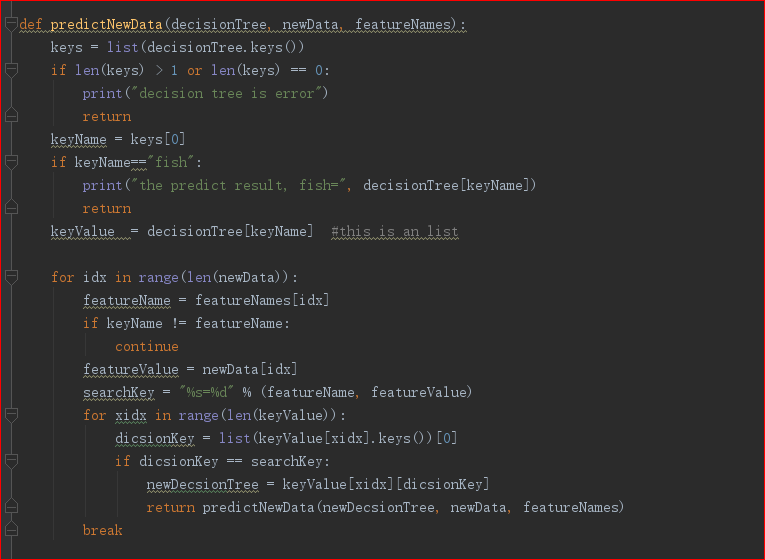 def predictNewData(decisionTree, newData, featureNames):
    keys = list(decisionTree.keys())
    if len(keys) > 1 or len(keys) == 0:
        print("decision tree is error")
        return
    keyName = keys[0]
    if keyName=="fish":
        print("the predict result, fish=", decisionTree[keyName])
        return
    keyValue  = decisionTree[keyName]  #this is an list

    for idx in range(len(newData)):
        featureName = featureNames[idx]
        if keyName != featureName:
            continue
        featureValue = newData[idx]
        searchKey = "%s=%d" % (featureName, featureValue)
        for xidx in range(len(keyValue)):
            dicsionKey = list(keyValue[xidx].keys())[0]
            if dicsionKey == searchKey:
                newDecsionTree = keyValue[xidx][dicsionKey]
                return predictNewData(newDecsionTree, newData, featureNames)
        break